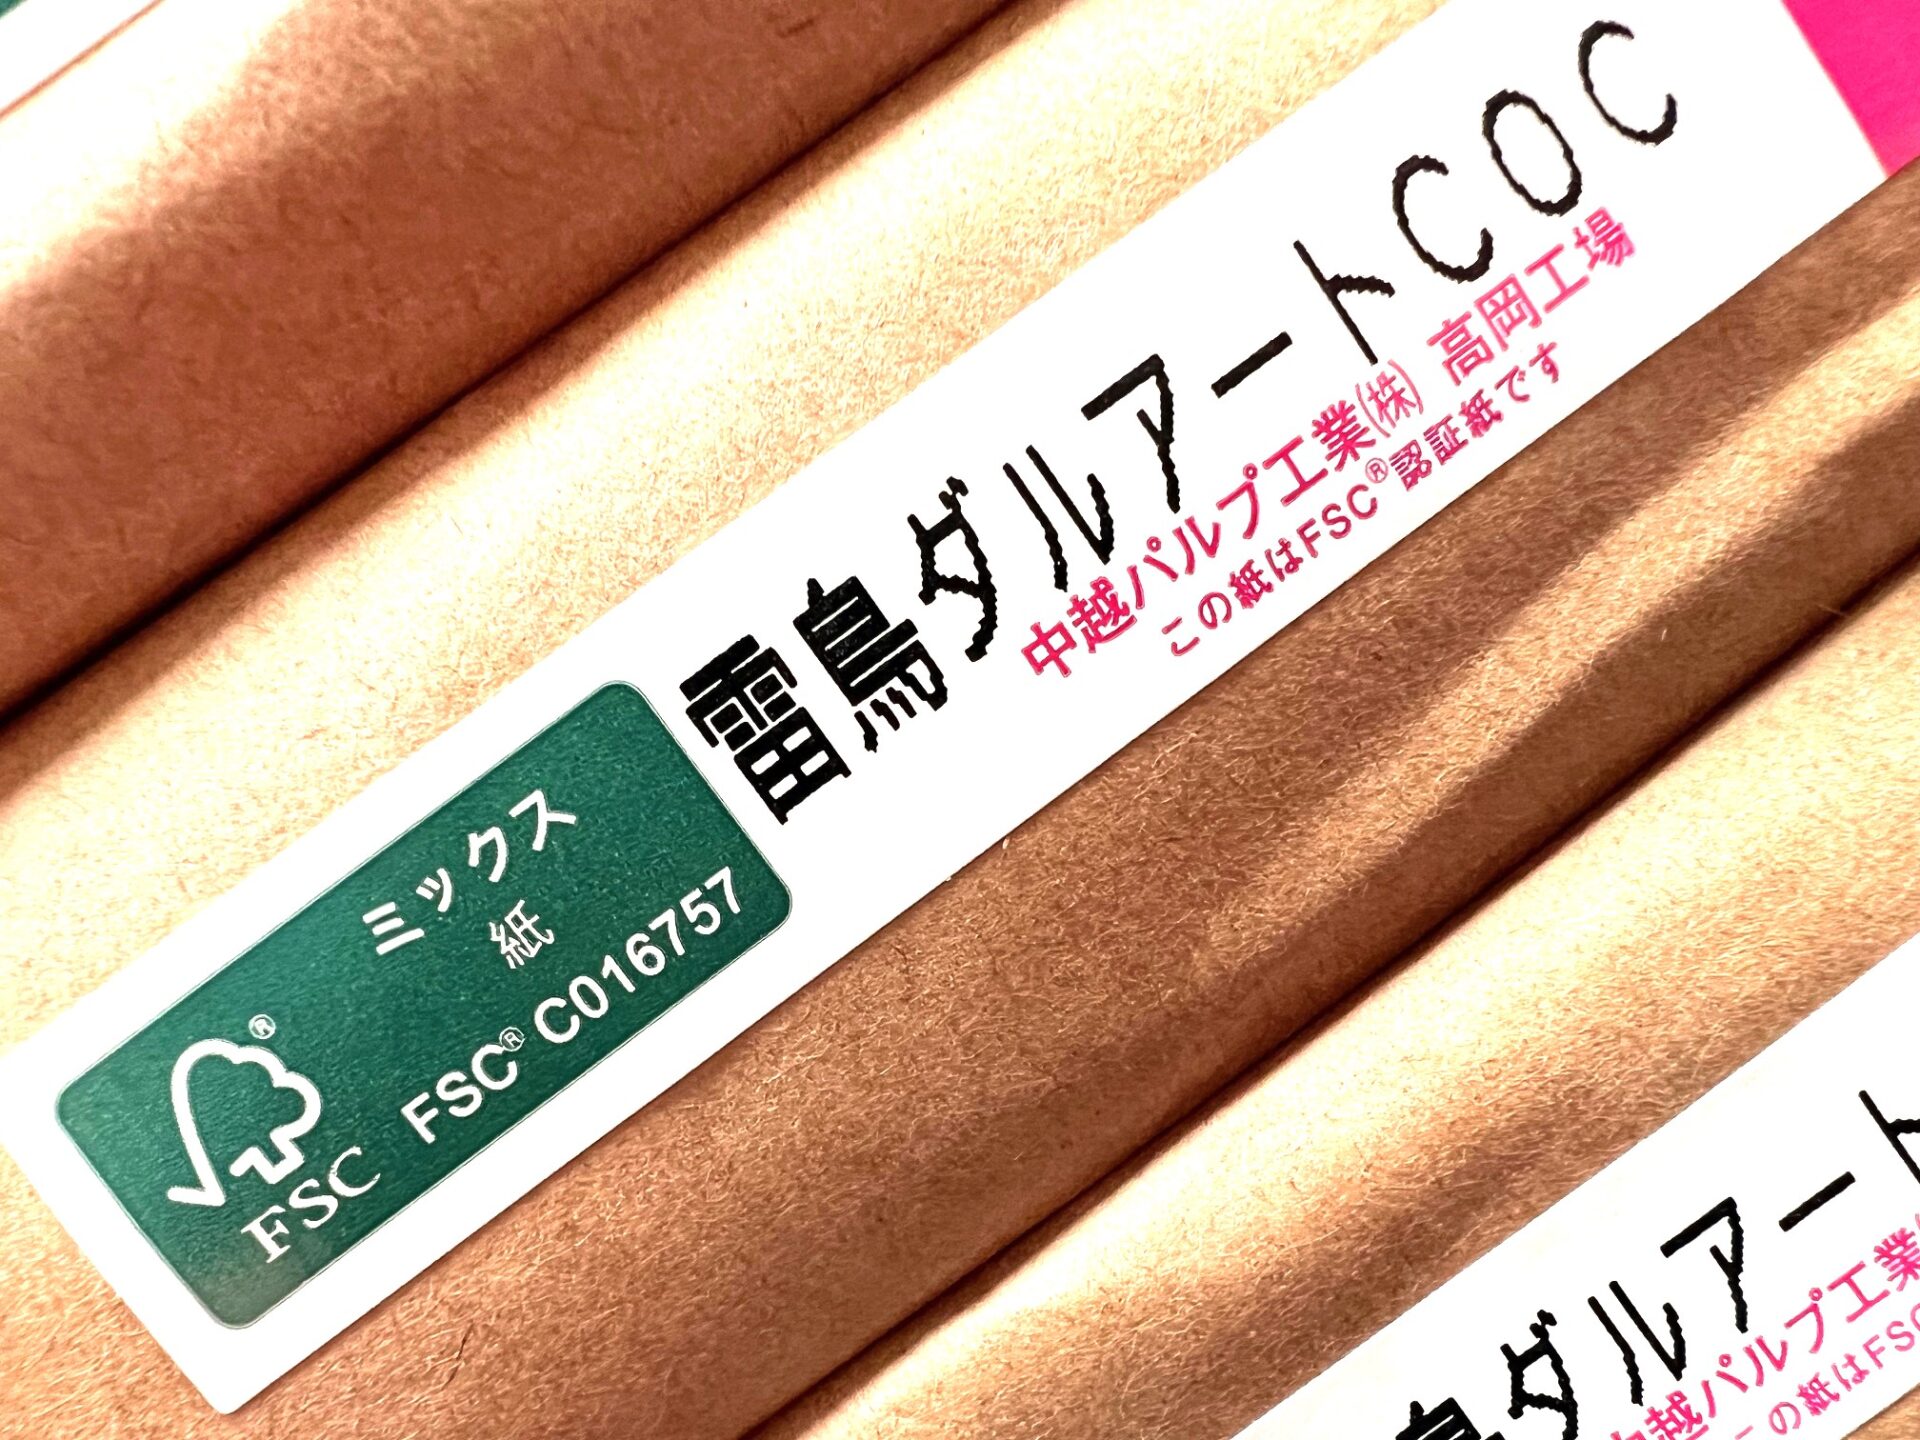 雷鳥ダルアートCOC
中越パルプ工業(株) 高岡工場
この紙はFSC®認証紙です
ミックス
紙
FSC® C016757
®
FSC
鳥ダルアート
中越パルプ工業
の紙はFSC